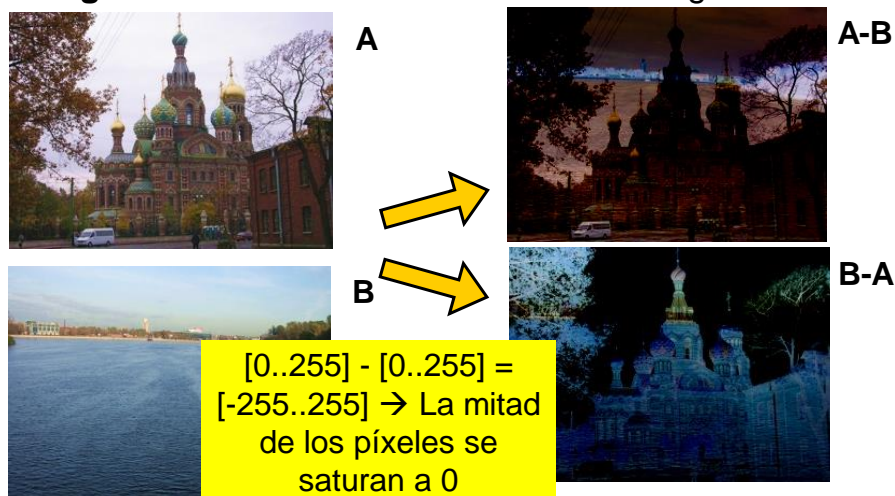 A
A-B
B
B-A
[0..255] - [0..255] =
[-255..255] → La mitad
de los píxeles se
saturan a 0